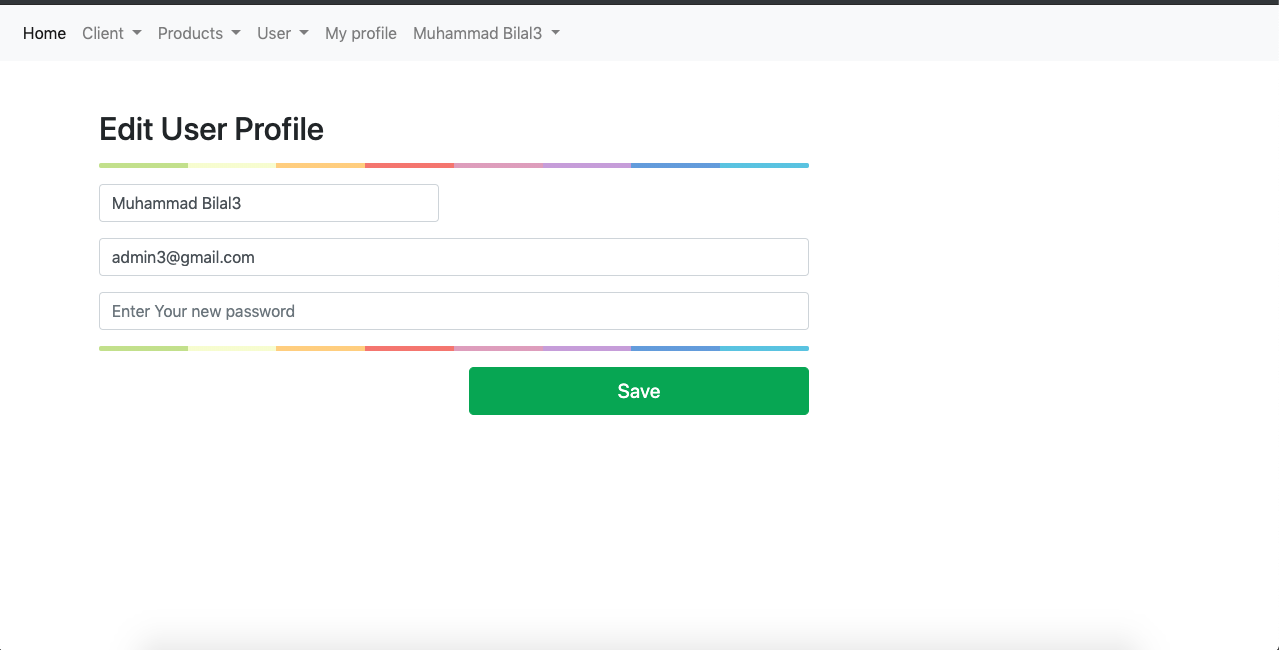 Home Client Products User My profile Muhammad Bilal3
Edit User Profile
Muhammad Bilal3
admin3@gmail.com
Enter Your new password
Save